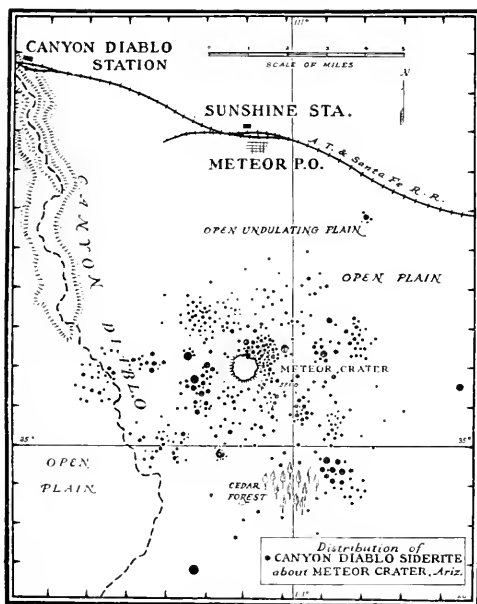 111°
CANYON DIABLO
STATION
SCALE OF MILES
N
SUNSHINE STA.
METEOR P.O.
A.T. & Santa Fe R.R.
CANYON
DIABLO
OPEN UNDULATING PLAIN
OPEN PLAIN
METEOR CRATER
35°
35°
OPEN
PLAIN
CEDAR
FOREST
Distribution of
• CANYON DIABLO SIDERITE
about METEOR CRATER, Ariz.